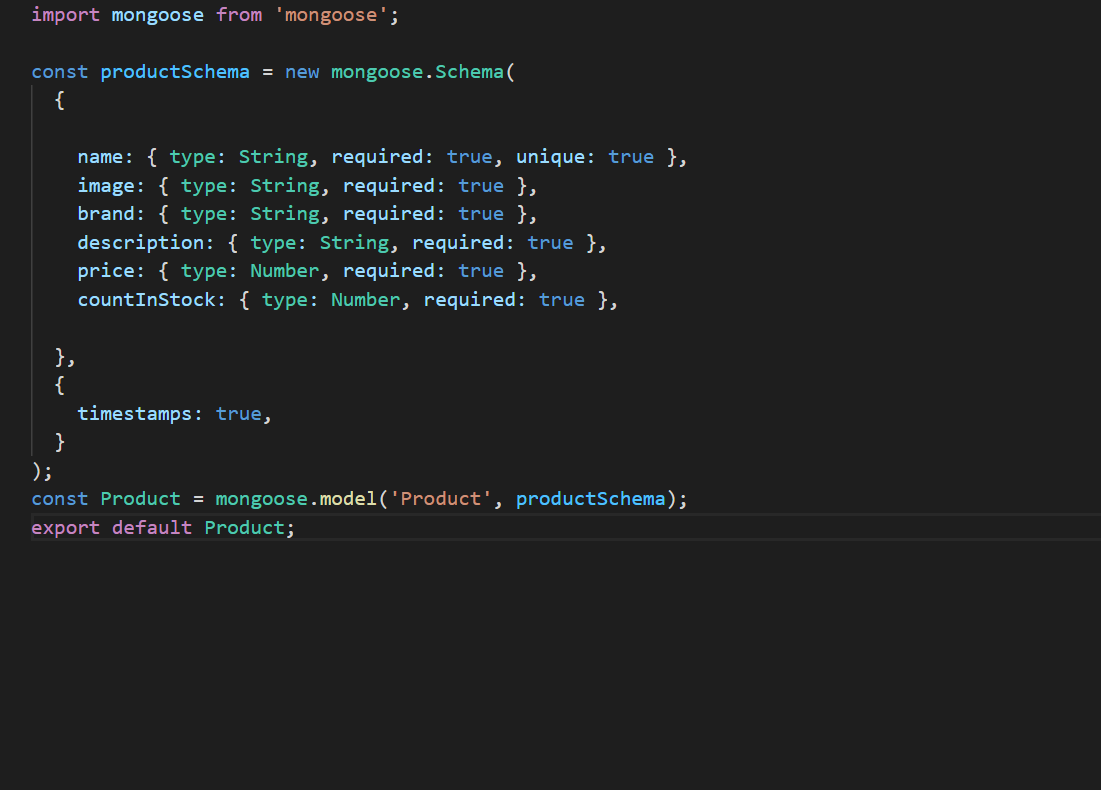 import mongoose from 'mongoose';
const productSchema = new mongoose.Schema(
{
name: { type: String, required: true, unique: true },
image: { type: String, required: true },
brand: { type: String, required: true },
description: { type: String, required: true },
price: { type: Number, required: true },
countInStock: { type: Number, required: true },
},
{
timestamps: true,
}
);
const Product = mongoose.model('Product', productSchema);
export default Product;